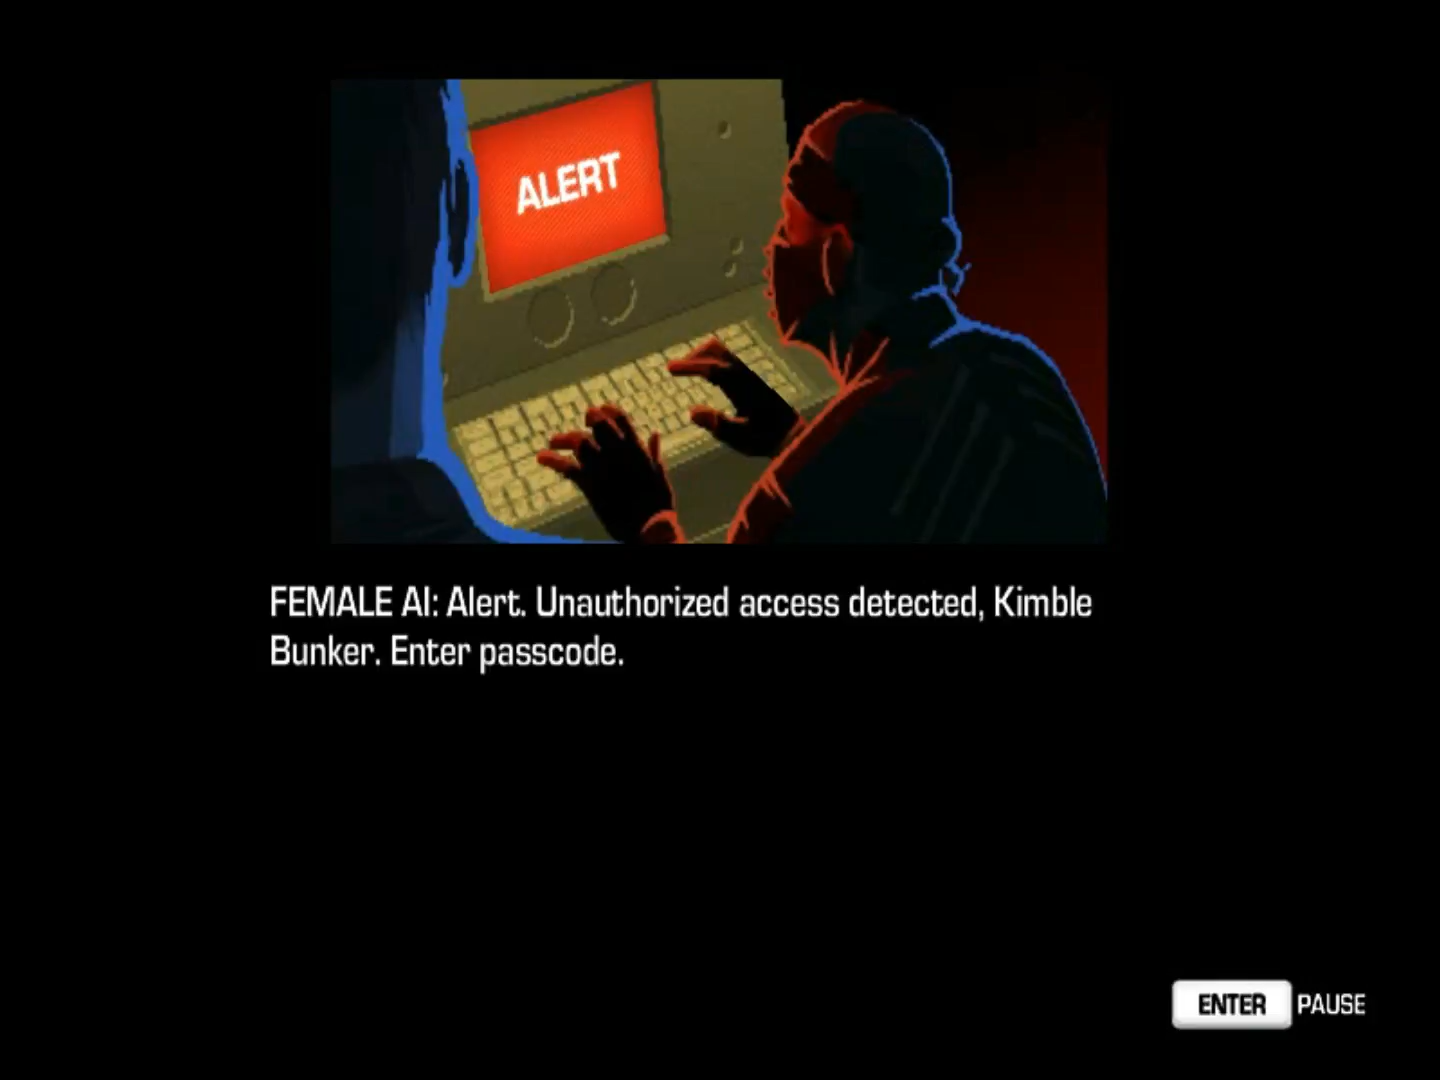 ALERT
FEMALE AI: Alert. Unauthorized access detected, Kimble
Bunker. Enter passcode.
ENTER PAUSE